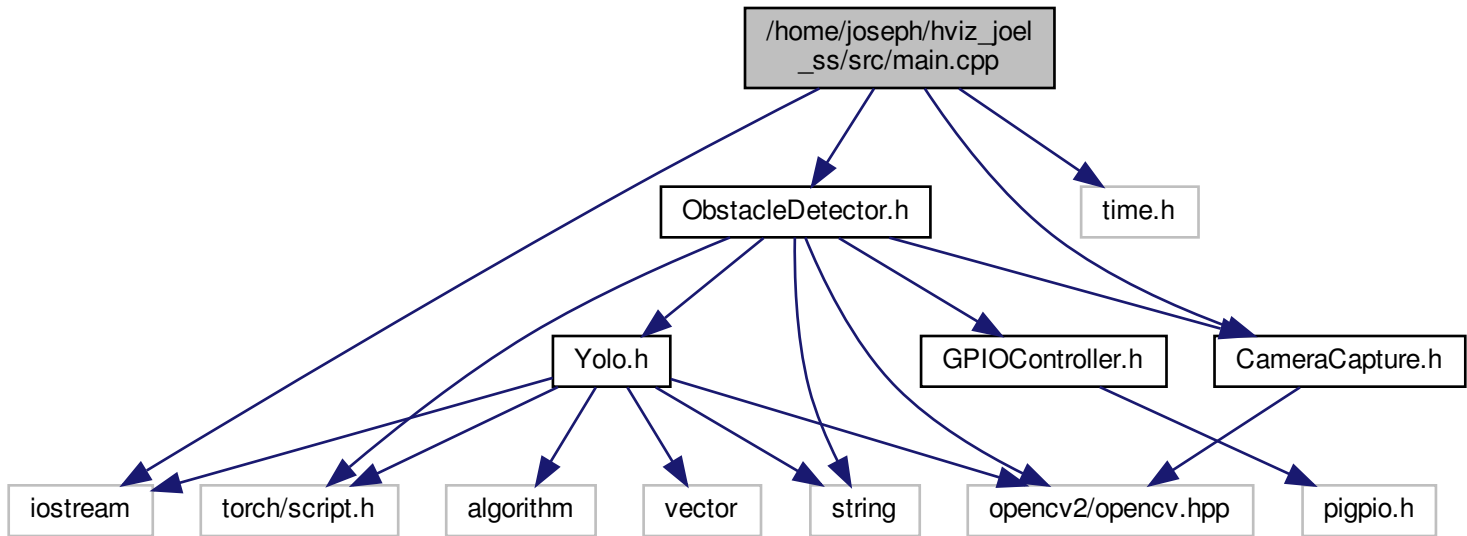 /home/joseph/hviz_joel
_ss/src/main.cpp
ObstacleDetector.h
time.h
Yolo.h
GPIOController.h
CameraCapture.h
iostream
torch/script.h
algorithm
vector
string
opencv2/opencv.hpp
pigpio.h